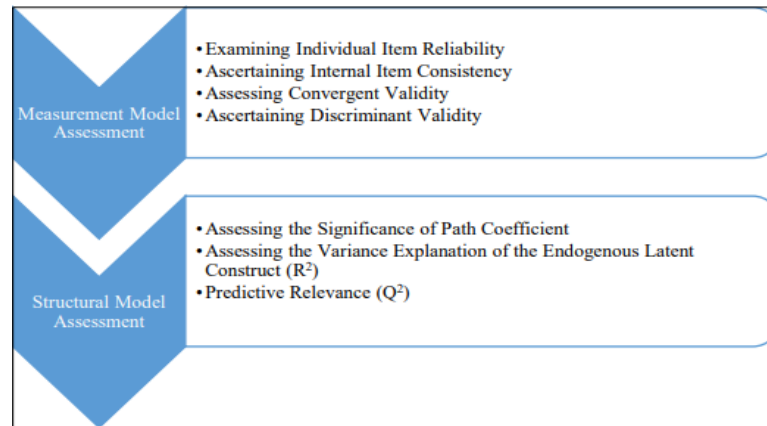 Measurement Model
Assessment
•Examining Individual Item Reliability
•Ascertaining Internal Item Consistency
•Assessing Convergent Validity
•Ascertaining Discriminant Validity
Structural Model
Assessment
•Assessing the Significance of Path Coefficient
•Assessing the Variance Explanation of the Endogenous Latent
Construct (R²)
•Predictive Relevance (Q²)